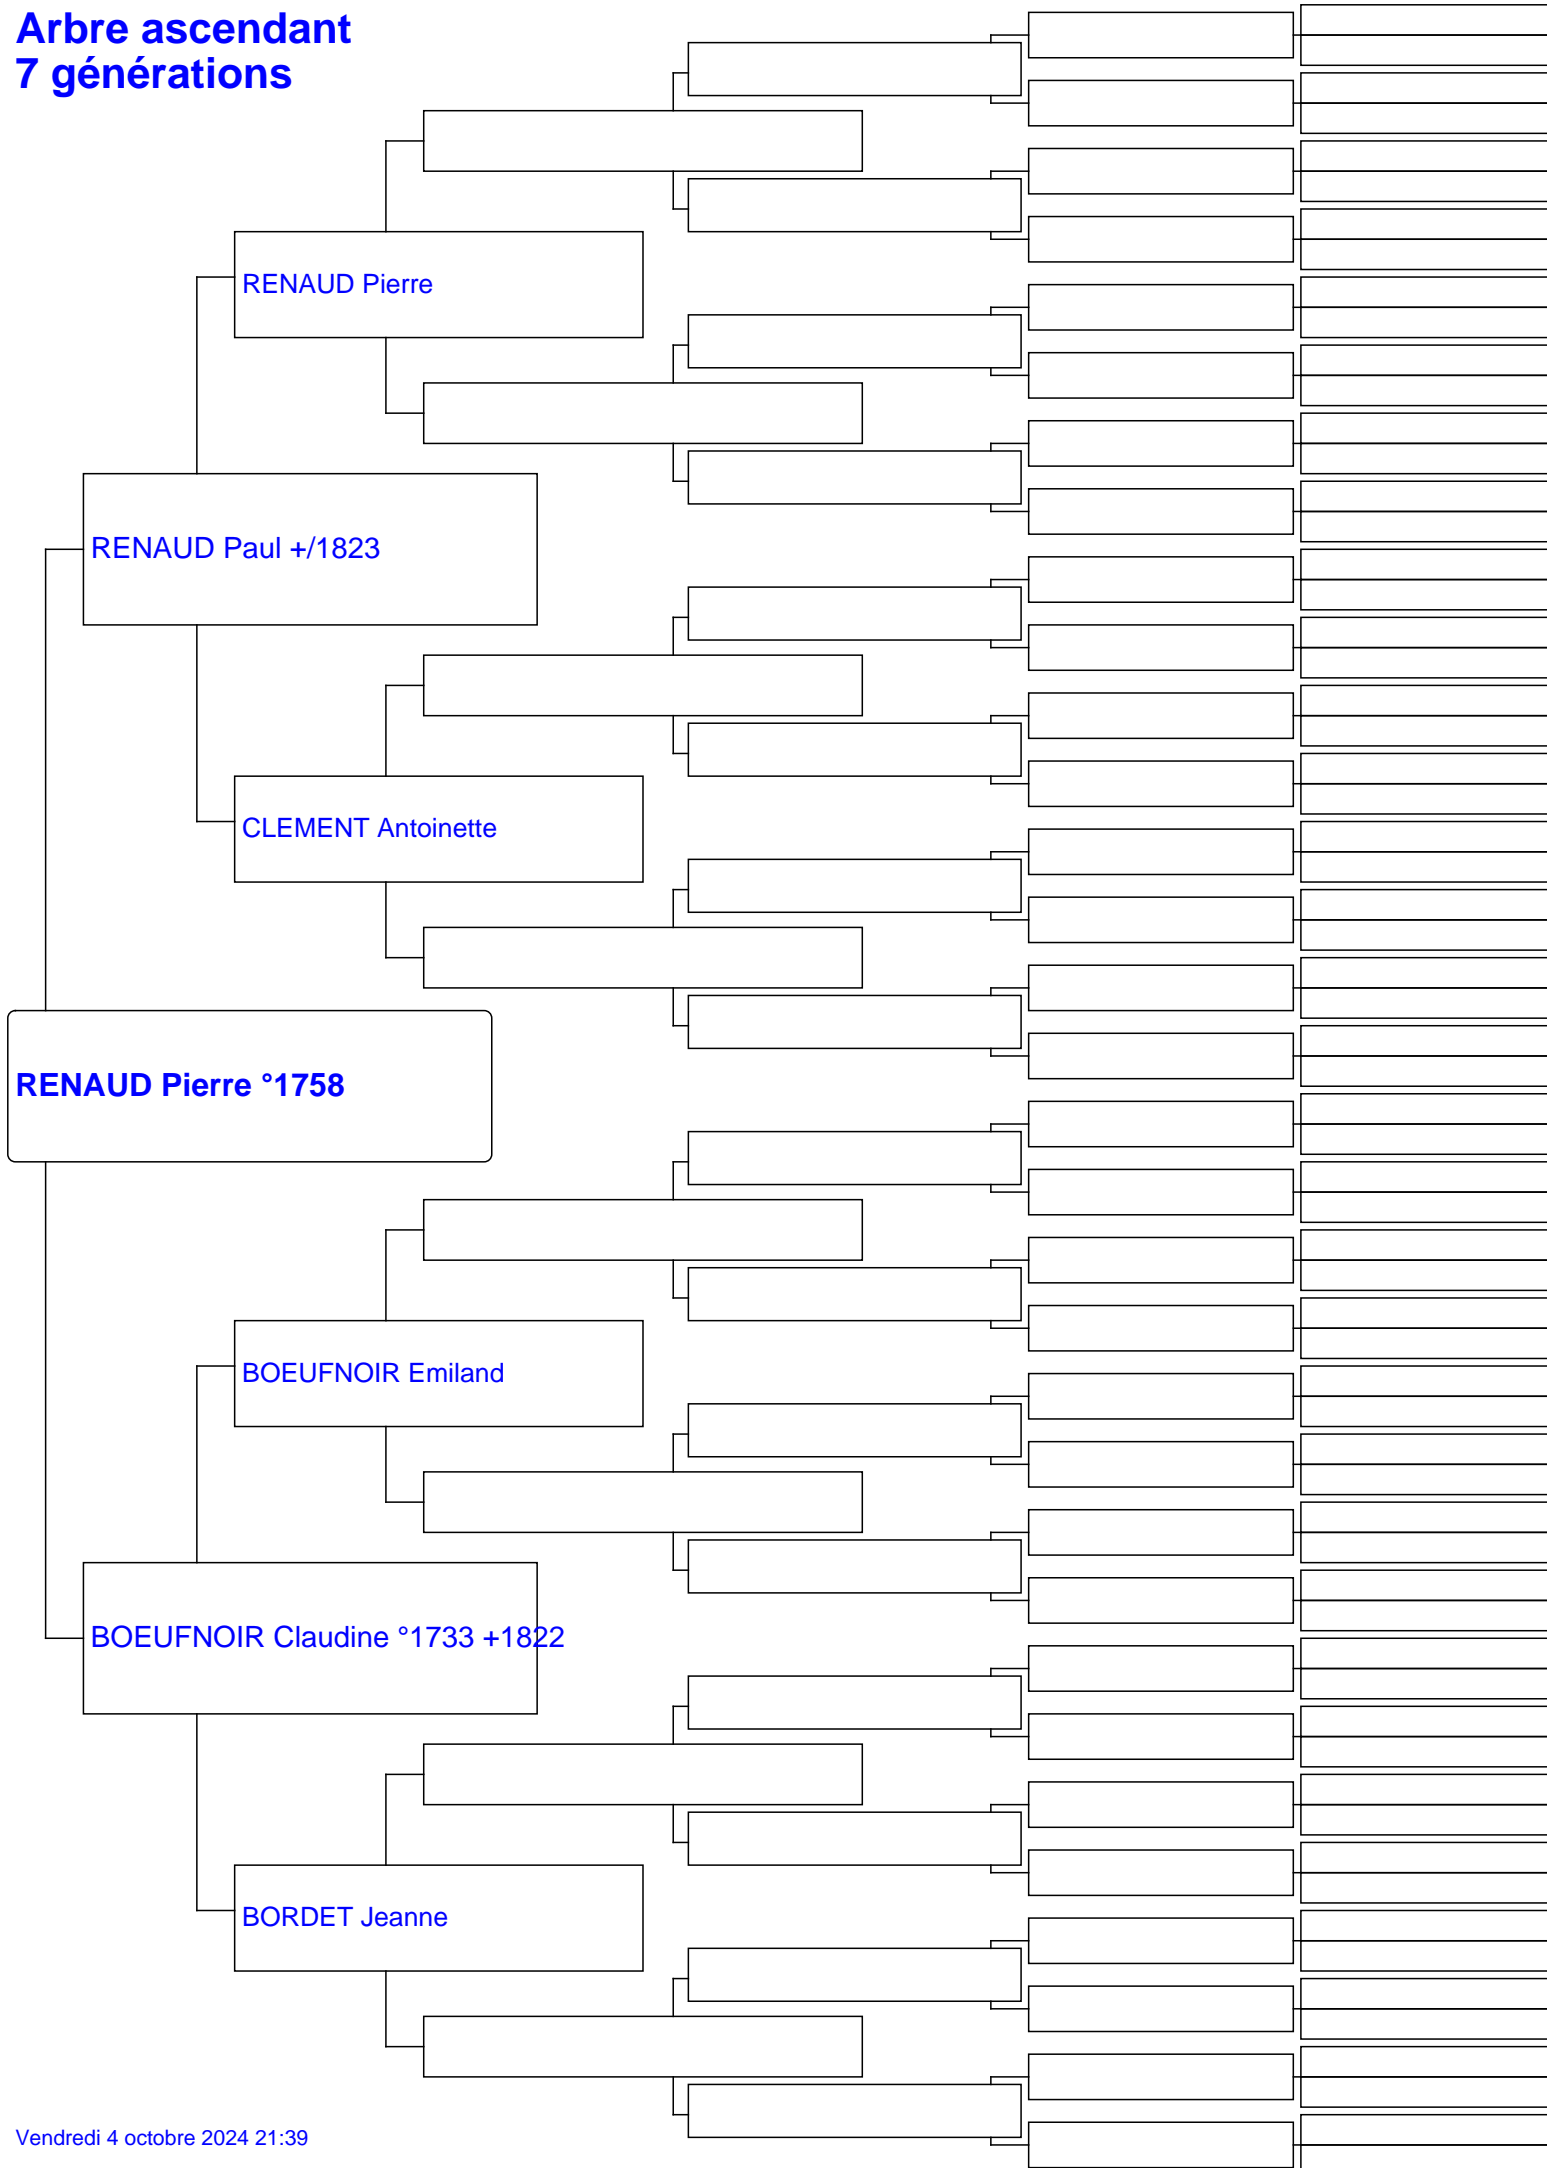 Arbre ascendant
7 générations
RENAUD Pierre
RENAUD Paul +/1823
CLEMENT Antoinette
RENAUD Pierre °1758
BOEUFNOIR Emiland
BOEUFNOIR Claudine °1733 +1822
BORDET Jeanne
Vendredi 4 octobre 2024 21:39